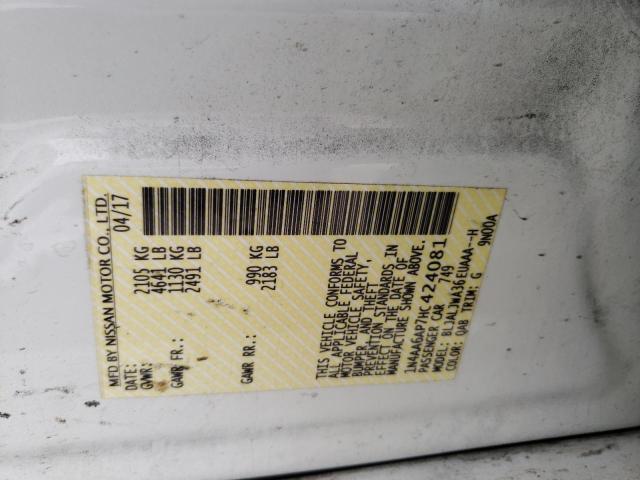 MFD BY NISSAN MOTOR CO., LTD.
DATE: 04/17
GVWR: 2105 KG
4641 LB
GAWR FR.: 1130 KG
2491 LB
GAWR RR.: 990 KG
2183 LB
THIS VEHICLE CONFORMS TO
ALL APPLICABLE FEDERAL
MOTOR VEHICLE SAFETY,
BUMPER, AND THEFT
PREVENTION STANDARDS IN
EFFECT ON THE DATE OF
MANUFACTURE SHOWN ABOVE.
1N4AA6AP7HC424081
PASSENGER CAR 749
MODEL: BLJALJWA36EUAAA--H
COLOR: QAB TRIM: G 9N00A